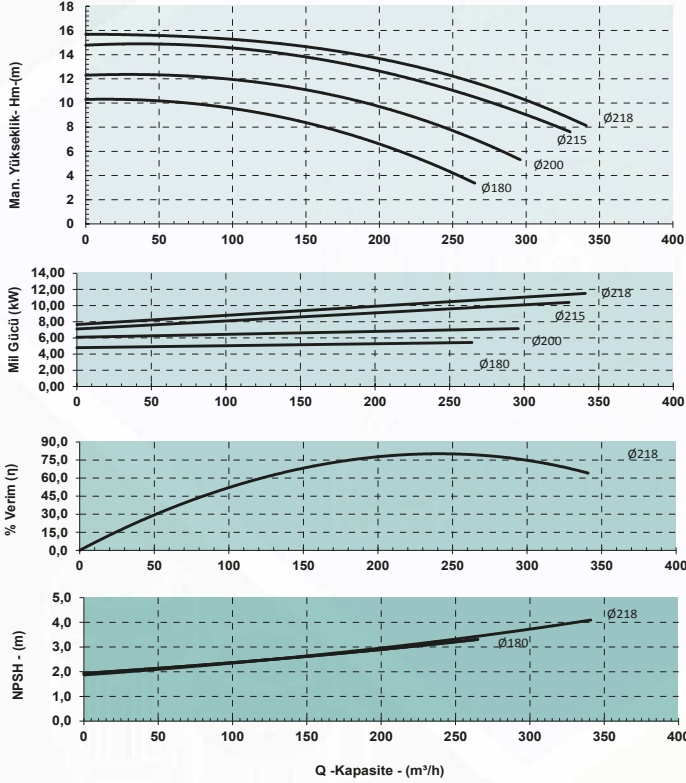 Man. Yükseklik- Hm-(m)
18
16
14
12
10
8
6
4
2
0
Ø218
Ø215
Ø200
Ø180
0 50 100 150 200 250 300 350 400
Mil Gücü (kW)
14,00
12,00
10,00
8,00
6,00
4,00
2,00
0,00
Ø218
Ø215
Ø200
Ø180
0 50 100 150 200 250 300 350 400
% Verim (η)
90,0
75,0
60,0
45,0
30,0
15,0
0,0
Ø218
0 50 100 150 200 250 300 350 400
NPSH - (m)
5,0
4,0
3,0
2,0
1,0
0,0
Ø218
Ø180
0 50 100 150 200 250 300 350 400
Q -Kapasite - (m³/h)